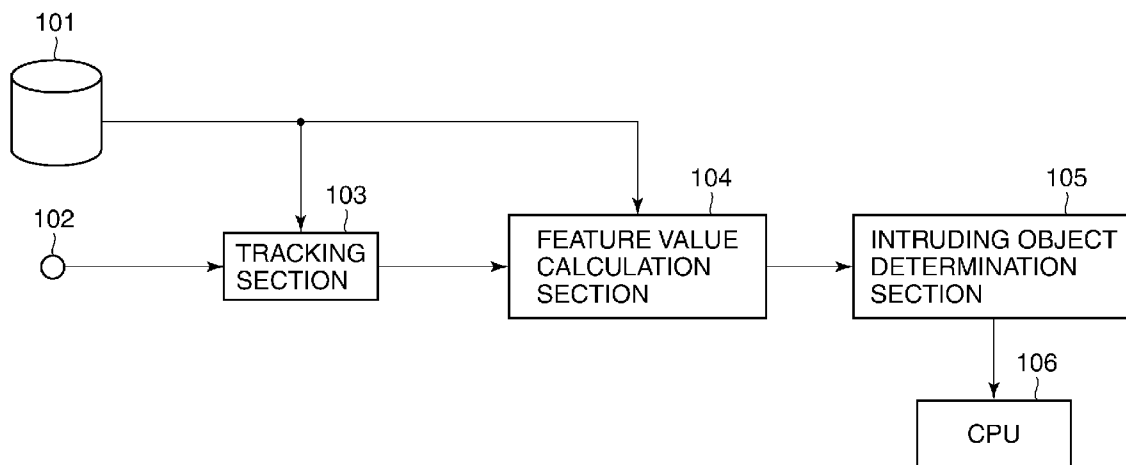 101
102
103
TRACKING
SECTION
104
FEATURE VALUE
CALCULATION
SECTION
105
INTRUDING OBJECT
DETERMINATION
SECTION
106
CPU